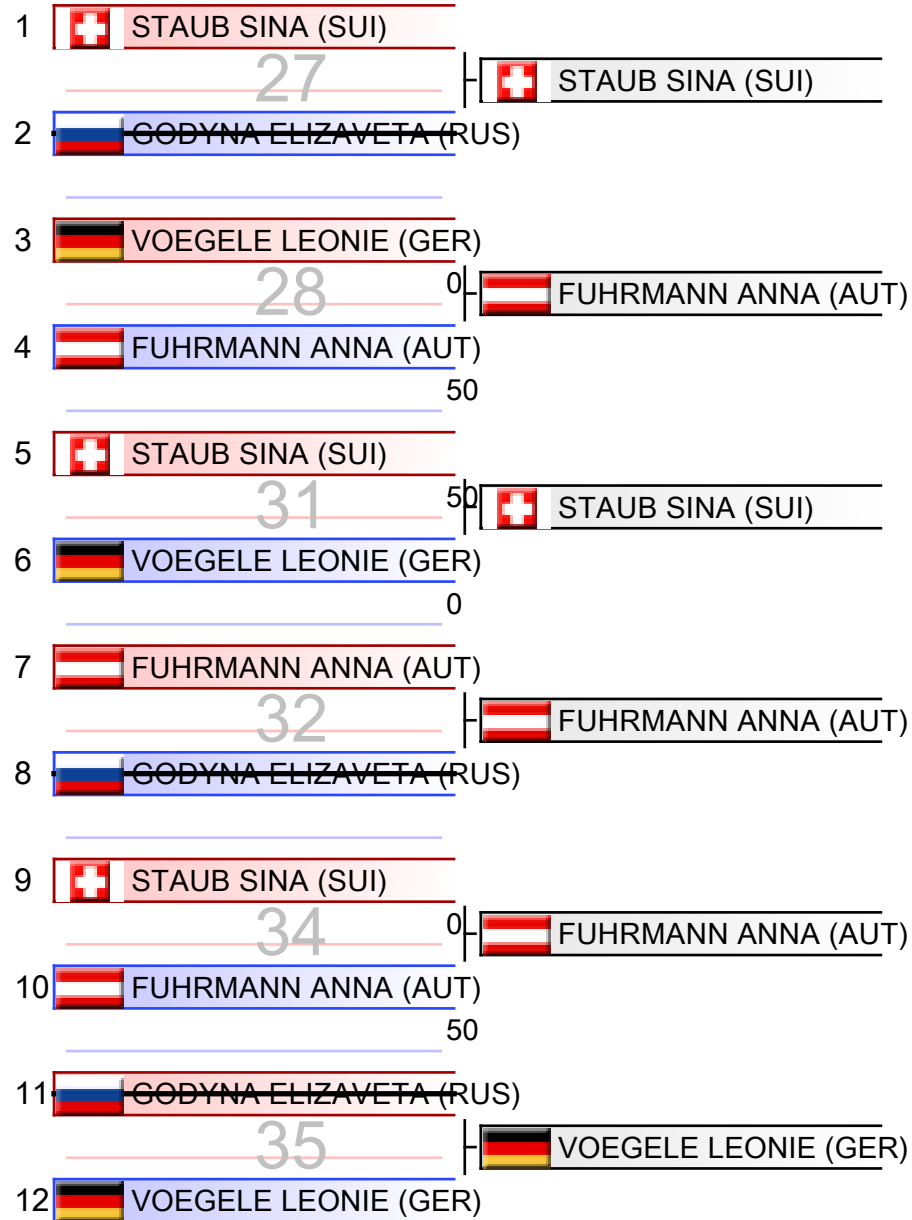 1 STAUB SINA (SUI)
27 STAUB SINA (SUI)
2 GODYNA ELIZAVETA (RUS)
3 VOEGELE LEONIE (GER)
28 0 FUHRMANN ANNA (AUT)
4 FUHRMANN ANNA (AUT)
50
5 STAUB SINA (SUI)
31 50 STAUB SINA (SUI)
6 VOEGELE LEONIE (GER)
0
7 FUHRMANN ANNA (AUT)
32 FUHRMANN ANNA (AUT)
8 GODYNA ELIZAVETA (RUS)
9 STAUB SINA (SUI)
34 0 FUHRMANN ANNA (AUT)
10 FUHRMANN ANNA (AUT)
50
11 GODYNA ELIZAVETA (RUS)
35 VOEGELE LEONIE (GER)
12 VOEGELE LEONIE (GER)